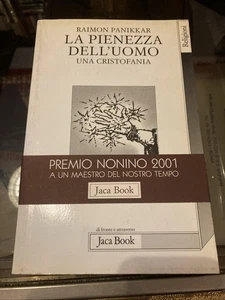 RAIMON PANIKKAR
LA PIENEZZA
DELL'UOMO
UNA CRISTOFANIA
Religioni
PREMIO NONINO 2001
A UN MAESTRO DEL NOSTRO TEMPO
Jaca Book
di fronte e attraverso
Jaca Book